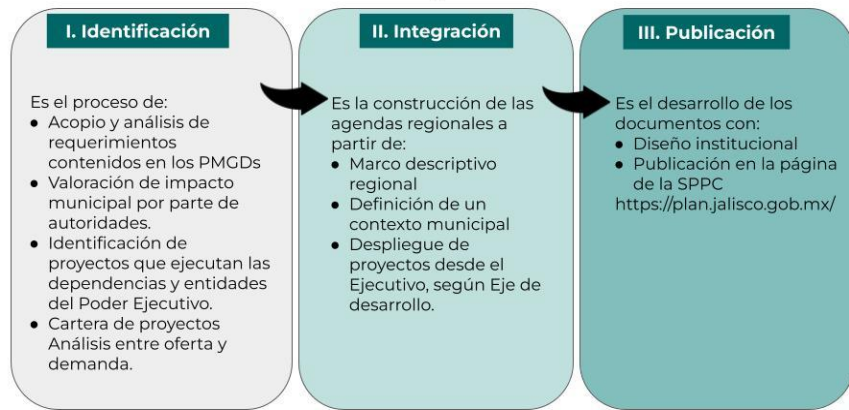 I. Identificación
Es el proceso de:
● Acopio y análisis de
requerimientos
contenidos en los PMGDs
● Valoración de impacto
municipal por parte de
autoridades.
● Identificación de
proyectos que ejecutan las
dependencias y entidades
del Poder Ejecutivo.
● Cartera de proyectos
Análisis entre oferta y
demanda.
II. Integración
Es la construcción de las
agendas regionales a
partir de:
● Marco descriptivo
regional
● Definición de un
contexto municipal
● Despliegue de
proyectos desde el
Ejecutivo, según Eje de
desarrollo.
III. Publicación
Es el desarrollo de los
documentos con:
● Diseño institucional
● Publicación en la página
de la SPPC
https://plan.jalisco.gob.mx/